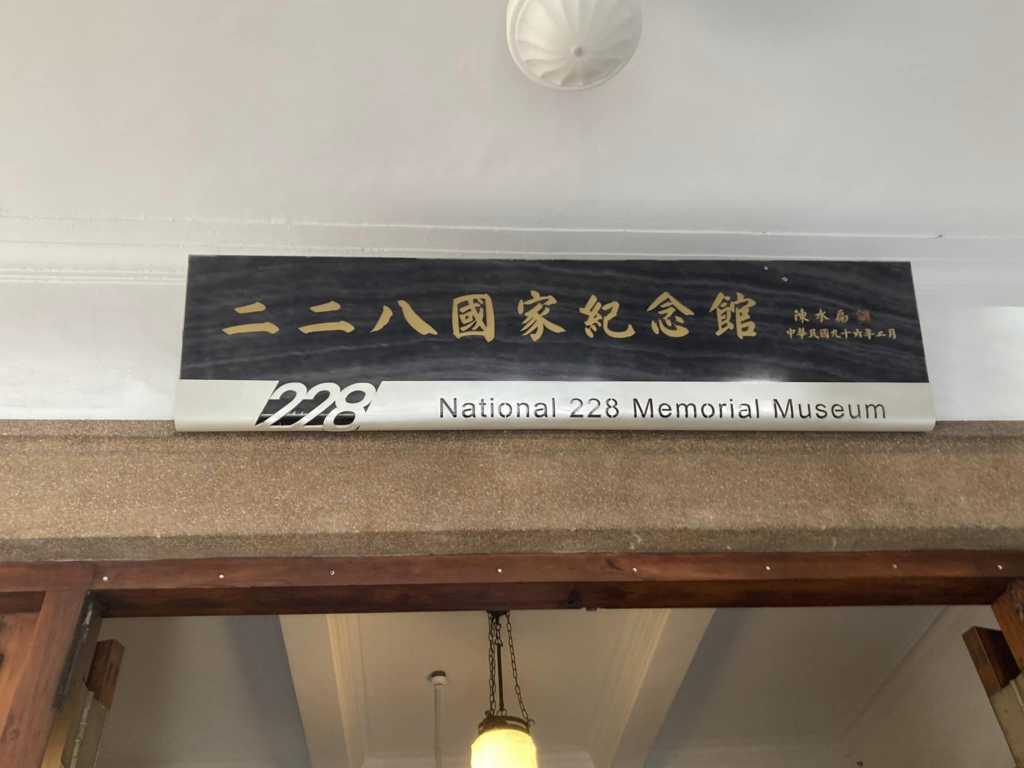 二二八國家紀念館
陳水扁
中華民國九十六年二月
228
National 228 Memorial Museum